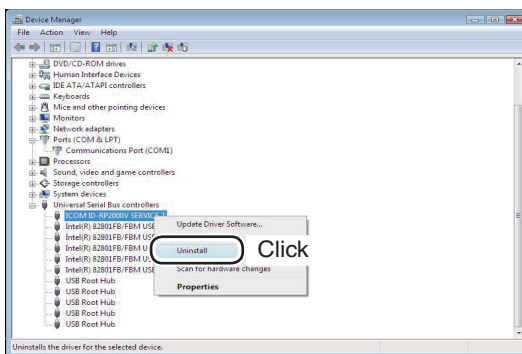 Device Manager
File Action View Help
DVD/CD-ROM drives
Human Interface Devices
IDE ATA/ATAPI controllers
Keyboards
Mice and other pointing devices
Monitors
Network adapters
Ports (COM & LPT)
Communications Port (COM1)
Processors
Sound, video and game controllers
Storage controllers
System devices
Universal Serial Bus controllers
ICOM ID-RP2000V SERVICE
Intel(R) 82801FB/FBM USB
Intel(R) 82801FB/FBM USB
Intel(R) 82801FB/FBM US
Intel(R) 82801FB/FBM US
Intel(R) 82801FB/FBM USB
USB Root Hub
USB Root Hub
USB Root Hub
USB Root Hub
USB Root Hub
Update Driver Software...
Uninstall
Click
Scan for hardware changes
Properties
Uninstalls the driver for the selected device.